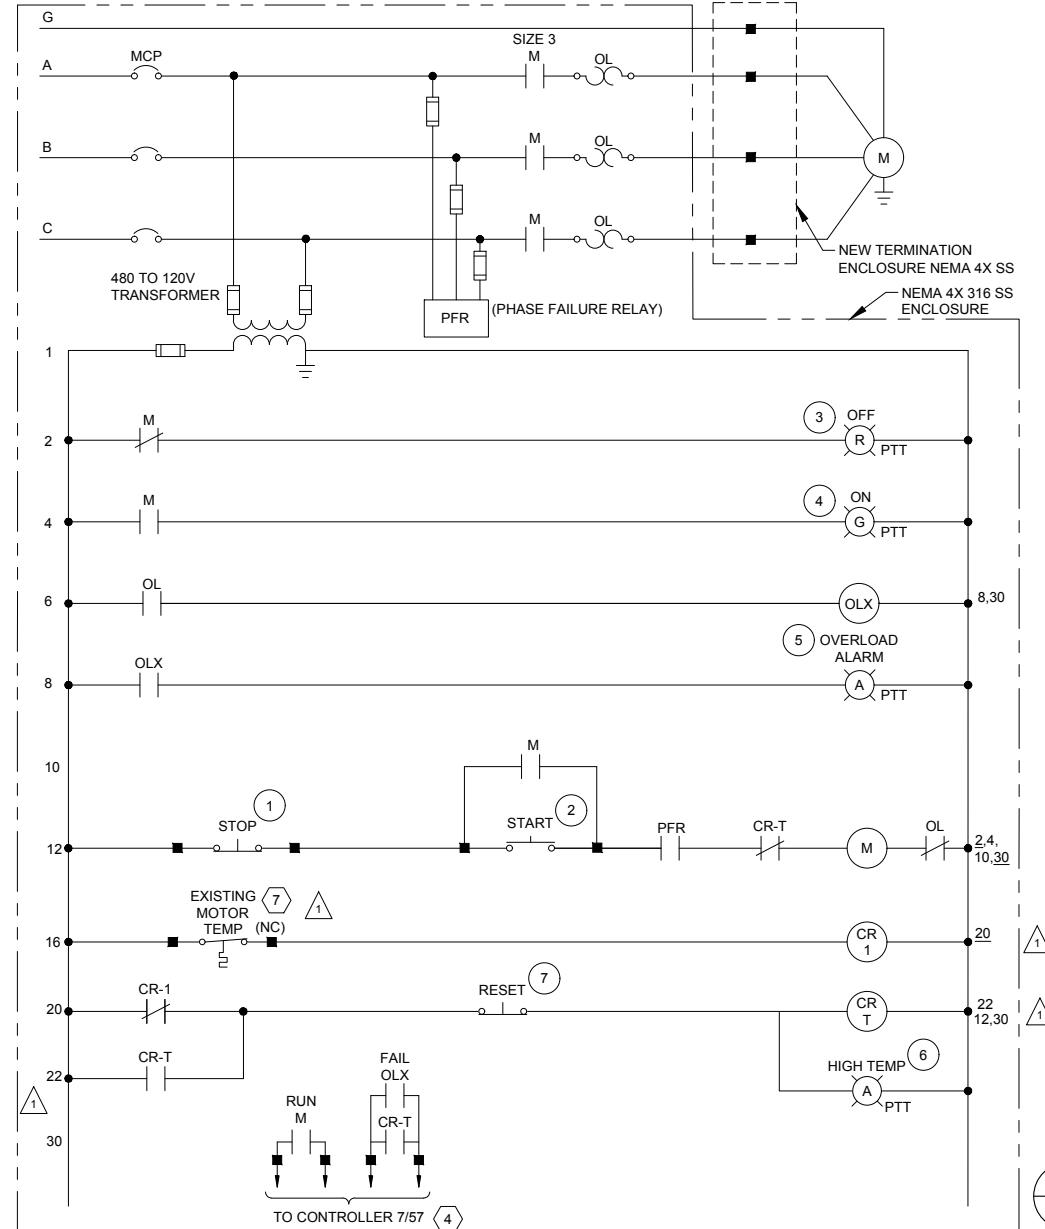 G
SIZE 3
MCP
M
OL
A
M
OL
B
M
M
OL
C
NEW TERMINATION
ENCLOSURE NEMA 4X SS
480 TO 120V
TRANSFORMER
NEMA 4X 316 SS
ENCLOSURE
PFR
(PHASE FAILURE RELAY)
1
3
OFF
M
2
R
PTT
4
ON
M
4
G
PTT
OL
6
OLX
8,30
5
OVERLOAD
ALARM
OLX
8
A
PTT
M
10
1
2
STOP
START
PFR
CR-T
OL
12
M
2,4,
10,30
EXISTING
MOTOR
TEMP
(NC)
7
1
16
CR
1
20
1
CR-1
RESET
7
20
CR
T
22
12,30
1
CR-T
FAIL
OLX
HIGH TEMP
6
22
A
PTT
1
RUN
M
CR-T
30
TO CONTROLLER 7/57
4